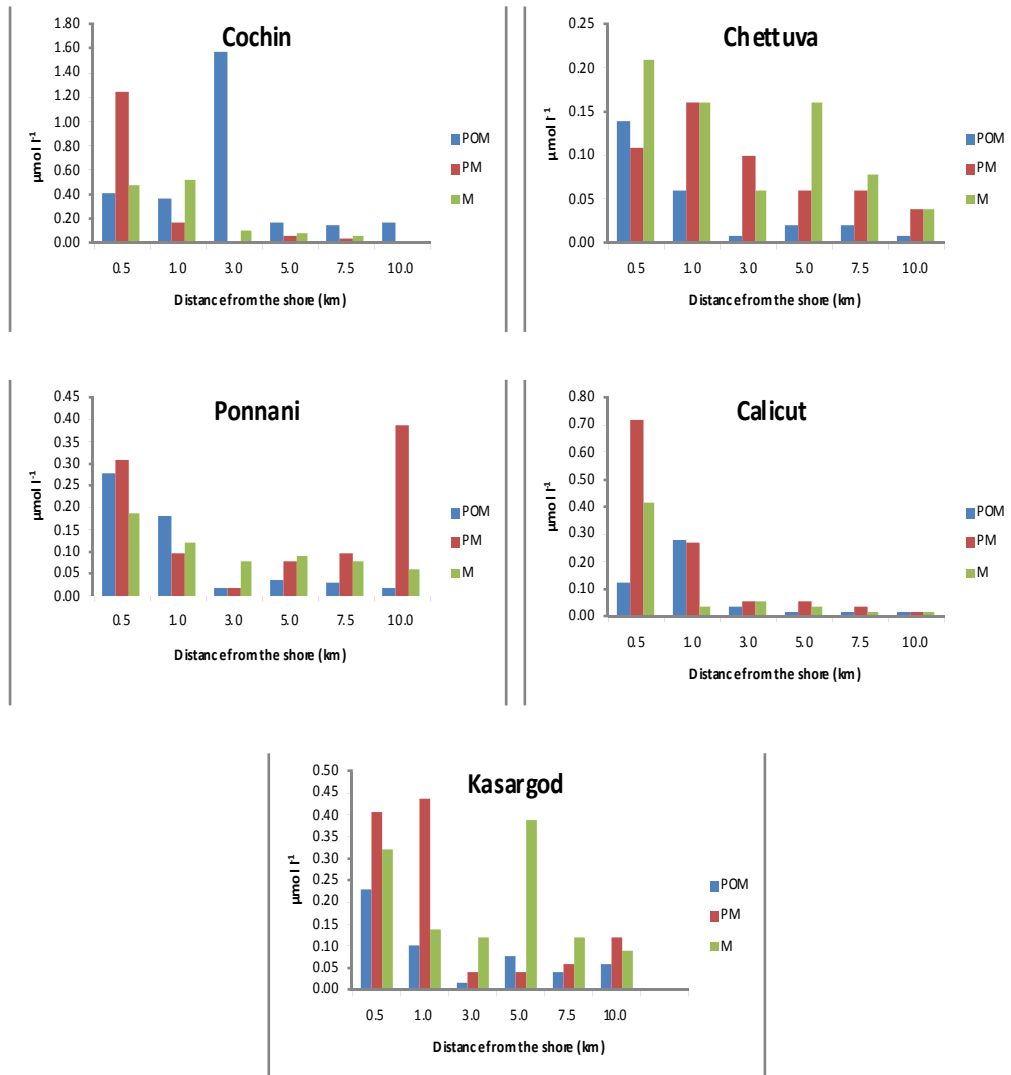 Cochin
1.80
1.60
1.40
1.20
1.00
0.80
0.60
0.40
0.20
0.00
µmol l-1
0.5 1.0 3.0 5.0 7.5 10.0
Distance from the shore (km)
POM
PM
M
Chettuva
0.25
0.20
0.15
0.10
0.05
0.00
µmol l-1
0.5 1.0 3.0 5.0 7.5 10.0
Distance from the shore (km)
POM
PM
M
Ponnani
0.45
0.40
0.35
0.30
0.25
0.20
0.15
0.10
0.05
0.00
µmol l-1
0.5 1.0 3.0 5.0 7.5 10.0
Distance from the shore (km)
POM
PM
M
Calicut
0.80
0.70
0.60
0.50
0.40
0.30
0.20
0.10
0.00
µmol l-1
0.5 1.0 3.0 5.0 7.5 10.0
Distance from the shore (km)
POM
PM
M
Kasargod
0.50
0.45
0.40
0.35
0.30
0.25
0.20
0.15
0.10
0.05
0.00
µmol l-1
0.5 1.0 3.0 5.0 7.5 10.0
Distance from the shore (km)
POM
PM
M